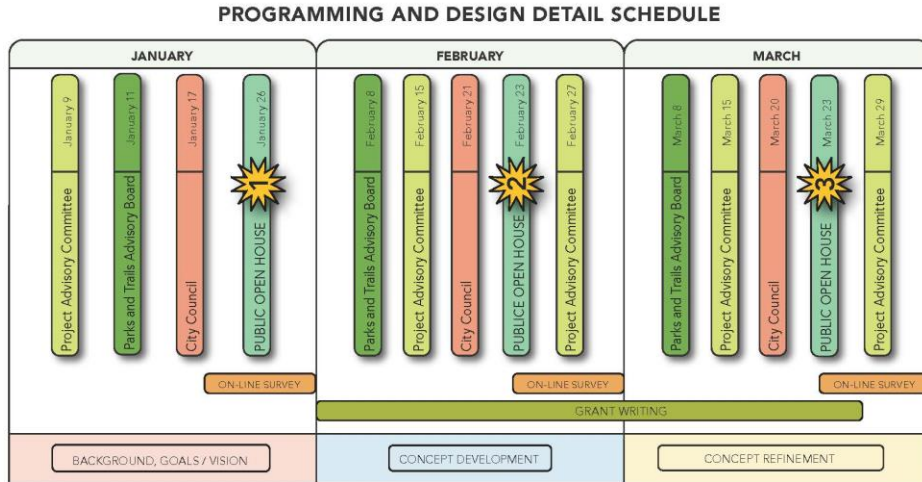 PROGRAMMING AND DESIGN DETAIL SCHEDULE
JANUARY
FEBRUARY
MARCH
January 9
Project Advisory Committee
January 11
Parks and Trails Advisory Board
January 17
City Council
January 26
1
PUBLIC OPEN HOUSE
February 8
Parks and Trails Advisory Board
February 15
Project Advisory Committee
February 21
City Council
February 23
2
PUBLICE OPEN HOUSE
February 27
Project Advisory Committee
March 8
Parks and Trails Advisory Board
March 15
Project Advisory Committee
March 20
City Council
March 23
3
PUBLIC OPEN HOUSE
March 29
Project Advisory Committee
ON-LINE SURVEY
ON-LINE SURVEY
ON-LINE SURVEY
GRANT WRITING
BACKGROUND, GOALS / VISION
CONCEPT DEVELOPMENT
CONCEPT REFINEMENT